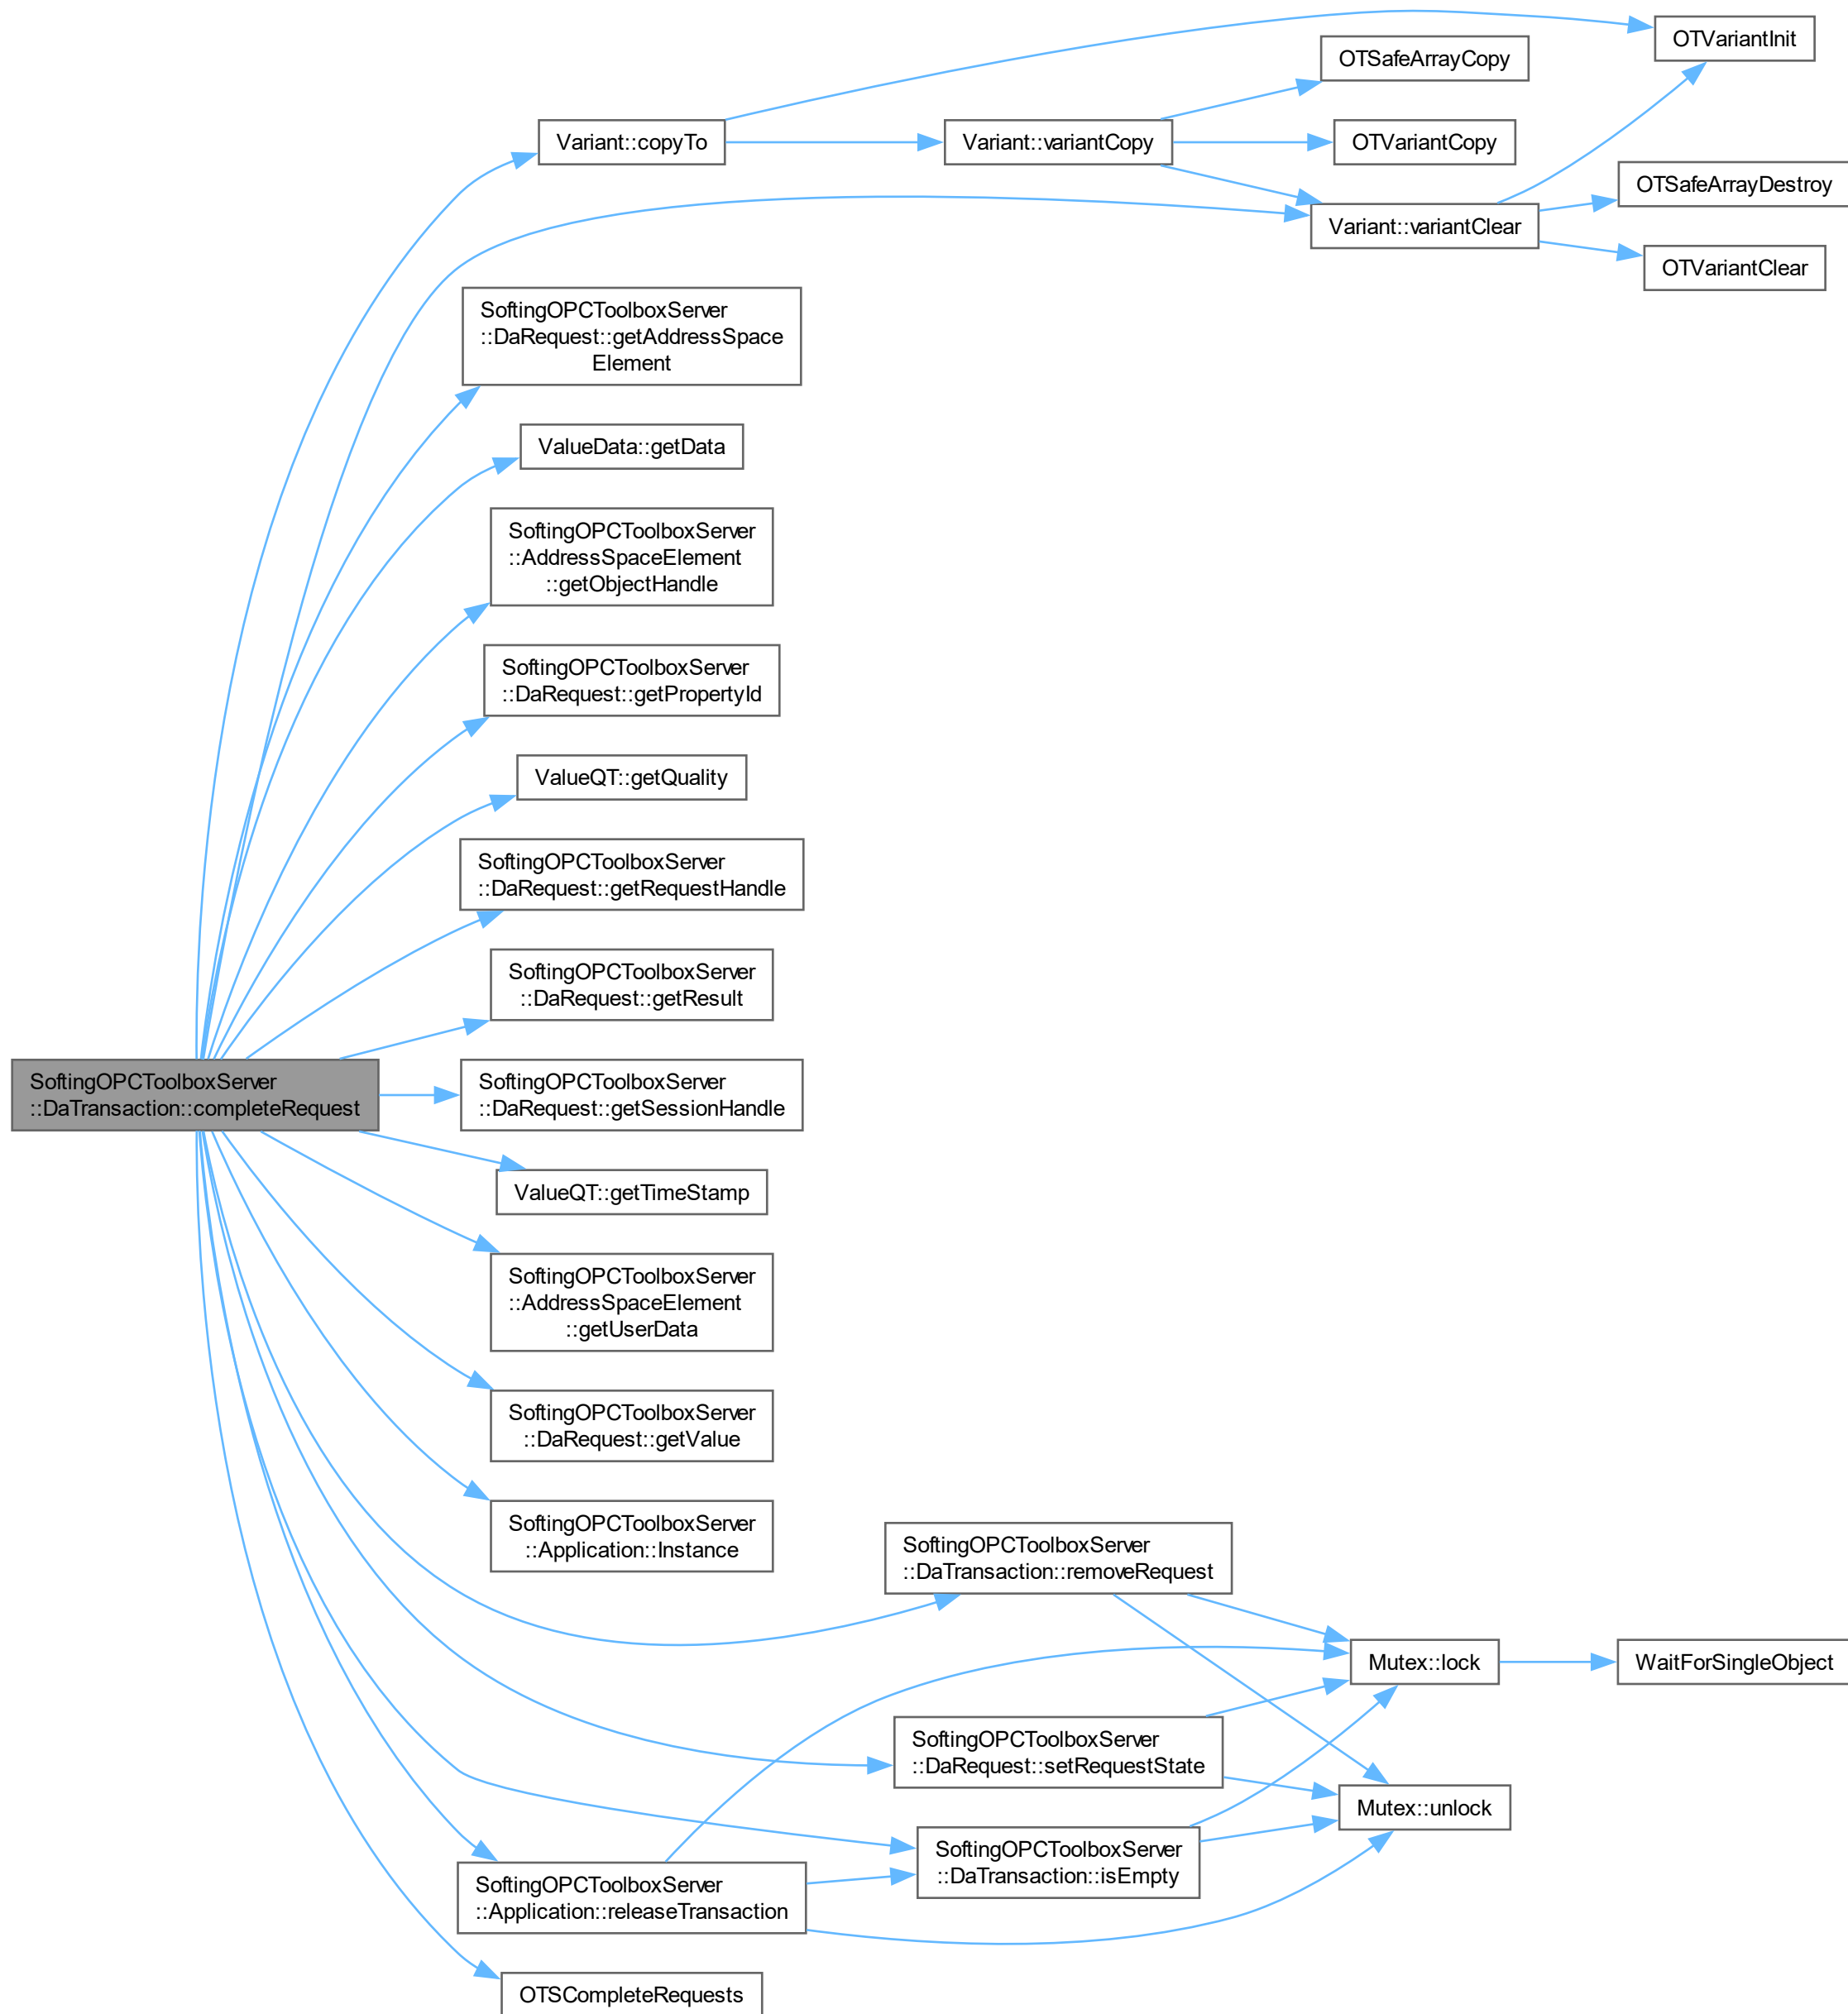 OTVariantInit
OTSafeArrayCopy
Variant::copyTo
Variant::variantCopy
OTVariantCopy
OTSafeArrayDestroy
Variant::variantClear
OTVariantClear
SoftingOPCToolboxServer
::DaRequest::getAddressSpace
Element
ValueData::getData
SoftingOPCToolboxServer
::AddressSpaceElement
::getObjectHandle
SoftingOPCToolboxServer
::DaRequest::getPropertyId
ValueQT::getQuality
SoftingOPCToolboxServer
::DaRequest::getRequestHandle
SoftingOPCToolboxServer
::DaRequest::getResult
SoftingOPCToolboxServer
::DaTransaction::completeRequest
SoftingOPCToolboxServer
::DaRequest::getSessionHandle
ValueQT::getTimeStamp
SoftingOPCToolboxServer
::AddressSpaceElement
::getUserData
SoftingOPCToolboxServer
::DaRequest::getValue
SoftingOPCToolboxServer
::Application::Instance
SoftingOPCToolboxServer
::DaTransaction::removeRequest
Mutex::lock
WaitForSingleObject
SoftingOPCToolboxServer
::DaRequest::setRequestState
Mutex::unlock
SoftingOPCToolboxServer
::DaTransaction::isEmpty
SoftingOPCToolboxServer
::Application::releaseTransaction
OTSCompleteRequests